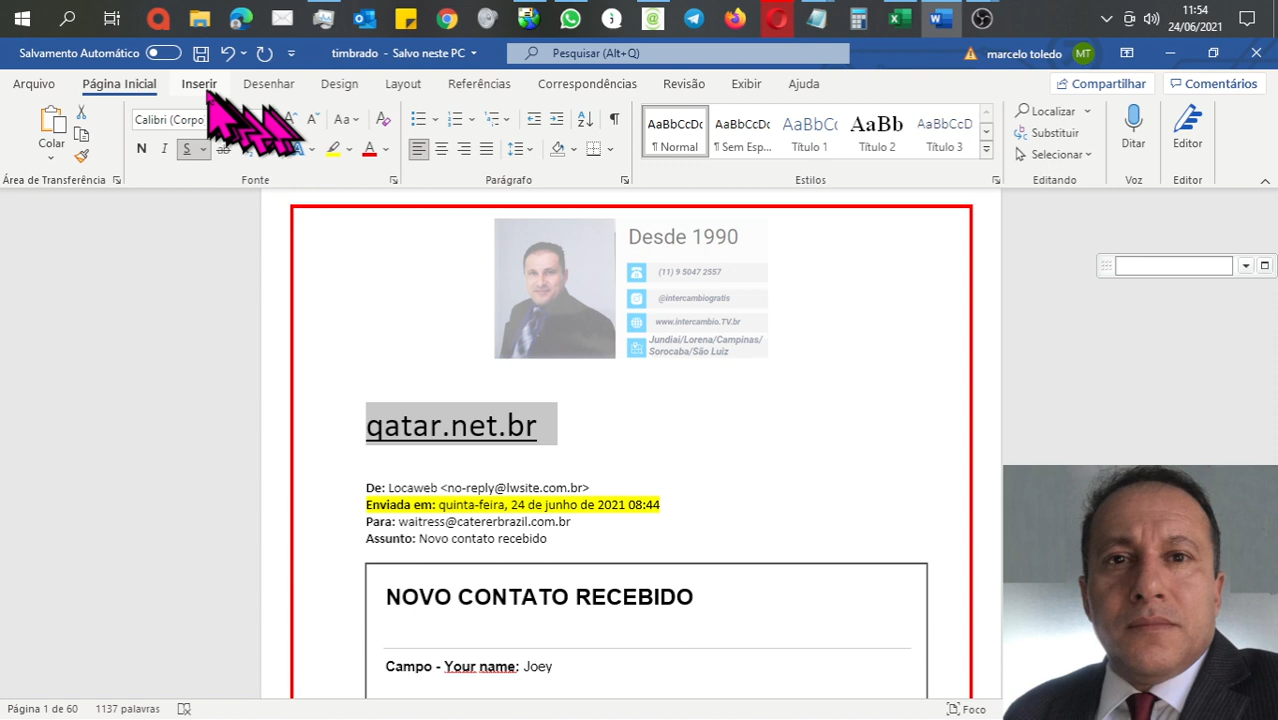 11:54
24/06/2021
Salvamento Automático
timbrado - Salvo neste PC
Pesquisar (Alt+Q)
marcelo toledo
MT
Arquivo
Página Inicial
Inserir
Desenhar
Design
Layout
Referências
Correspondências
Revisão
Exibir
Ajuda
Compartilhar
Comentários
Colar
Calibri (Corpo
N
I
S
ab
Aa
A
AaBbCcDc
¶ Normal
AaBbCcDc
¶ Sem Esp...
AaBbCc
Título 1
AaBb
Título 2
AaBbCcD
Título 3
Localizar
Substituir
Selecionar
Ditar
Editor
Área de Transferência
Fonte
Parágrafo
Estilos
Editando
Voz
Editor
Desde 1990
(11) 9 5047 2557
@intercambiogratis
www.intercambio.TV.br
Jundiaí/Lorena/Campinas/
Sorocaba/São Luiz
qatar.net.br
De: Locaweb <no-reply@lwsite.com.br>
Enviada em: quinta-feira, 24 de junho de 2021 08:44
Para: waitress@catererbrazil.com.br
Assunto: Novo contato recebido
NOVO CONTATO RECEBIDO
Campo - Your name: Joey
Página 1 de 60
1137 palavras
Foco